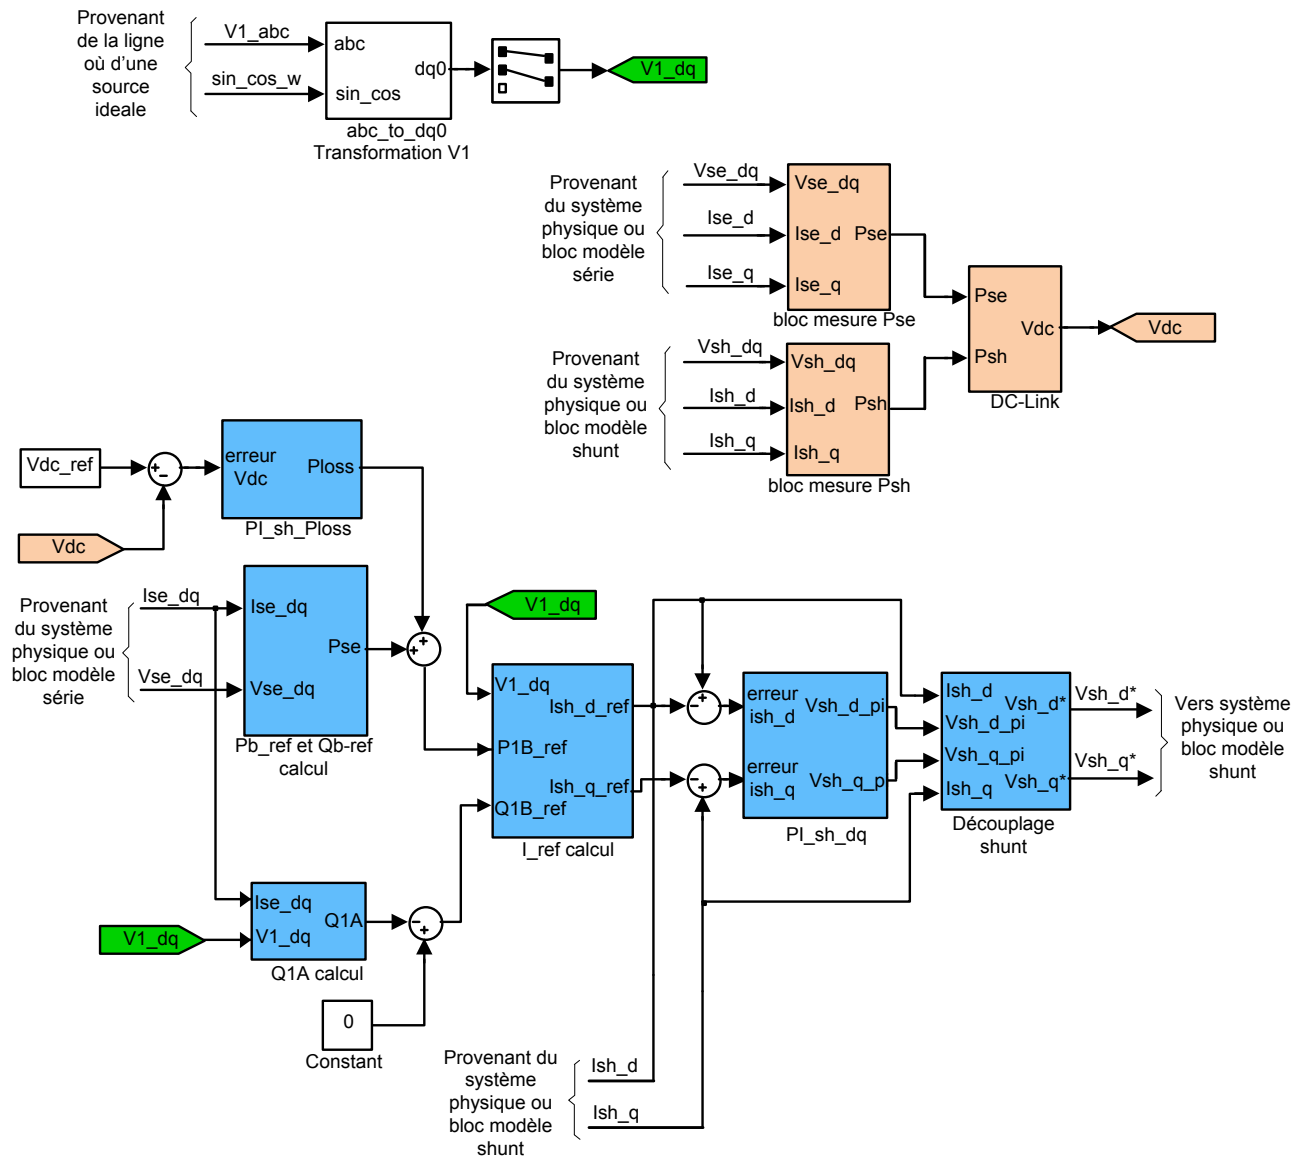 Provenant
de la ligne
où d'une
source
ideale
V1_abc
sin_cos_w
abc
sin_cos
dq0
abc_to_dq0
Transformation V1
V1_dq
Provenant
du système
physique ou
bloc modèle
série
Vse_dq
Ise_d
Ise_q
Vse_dq
Ise_d
Ise_q
Pse
bloc mesure Pse
Provenant
du système
physique ou
bloc modèle
shunt
Vsh_dq
Ish_d
Ish_q
Vsh_dq
Ish_d
Ish_q
Psh
bloc mesure Psh
Pse
Psh
Vdc
DC-Link
Vdc
Vdc_ref
+
−
Vdc
erreur
Vdc
Ploss
PI_sh_Ploss
Provenant
du système
physique ou
bloc modèle
série
Ise_dq
Vse_dq
Ise_dq
Vse_dq
Pse
Pb_ref et Qb-ref
calcul
+
+
V1_dq
V1_dq
P1B_ref
Q1B_ref
Ish_d_ref
Ish_q_ref
I_ref calcul
+
−
−
+
erreur
ish_d
erreur
ish_q
Vsh_d_pi
Vsh_q_p
PI_sh_dq
Ish_d
Vsh_d_pi
Vsh_q_pi
Ish_q
Vsh_d*
Vsh_q*
Découplage
shunt
Vsh_d*
Vsh_q*
Vers système
physique ou
bloc modèle
shunt
V1_dq
Ise_dq
V1_dq
Q1A
Q1A calcul
−
+
0
Constant
Provenant du
système
physique ou
bloc modèle
shunt
Ish_d
Ish_q